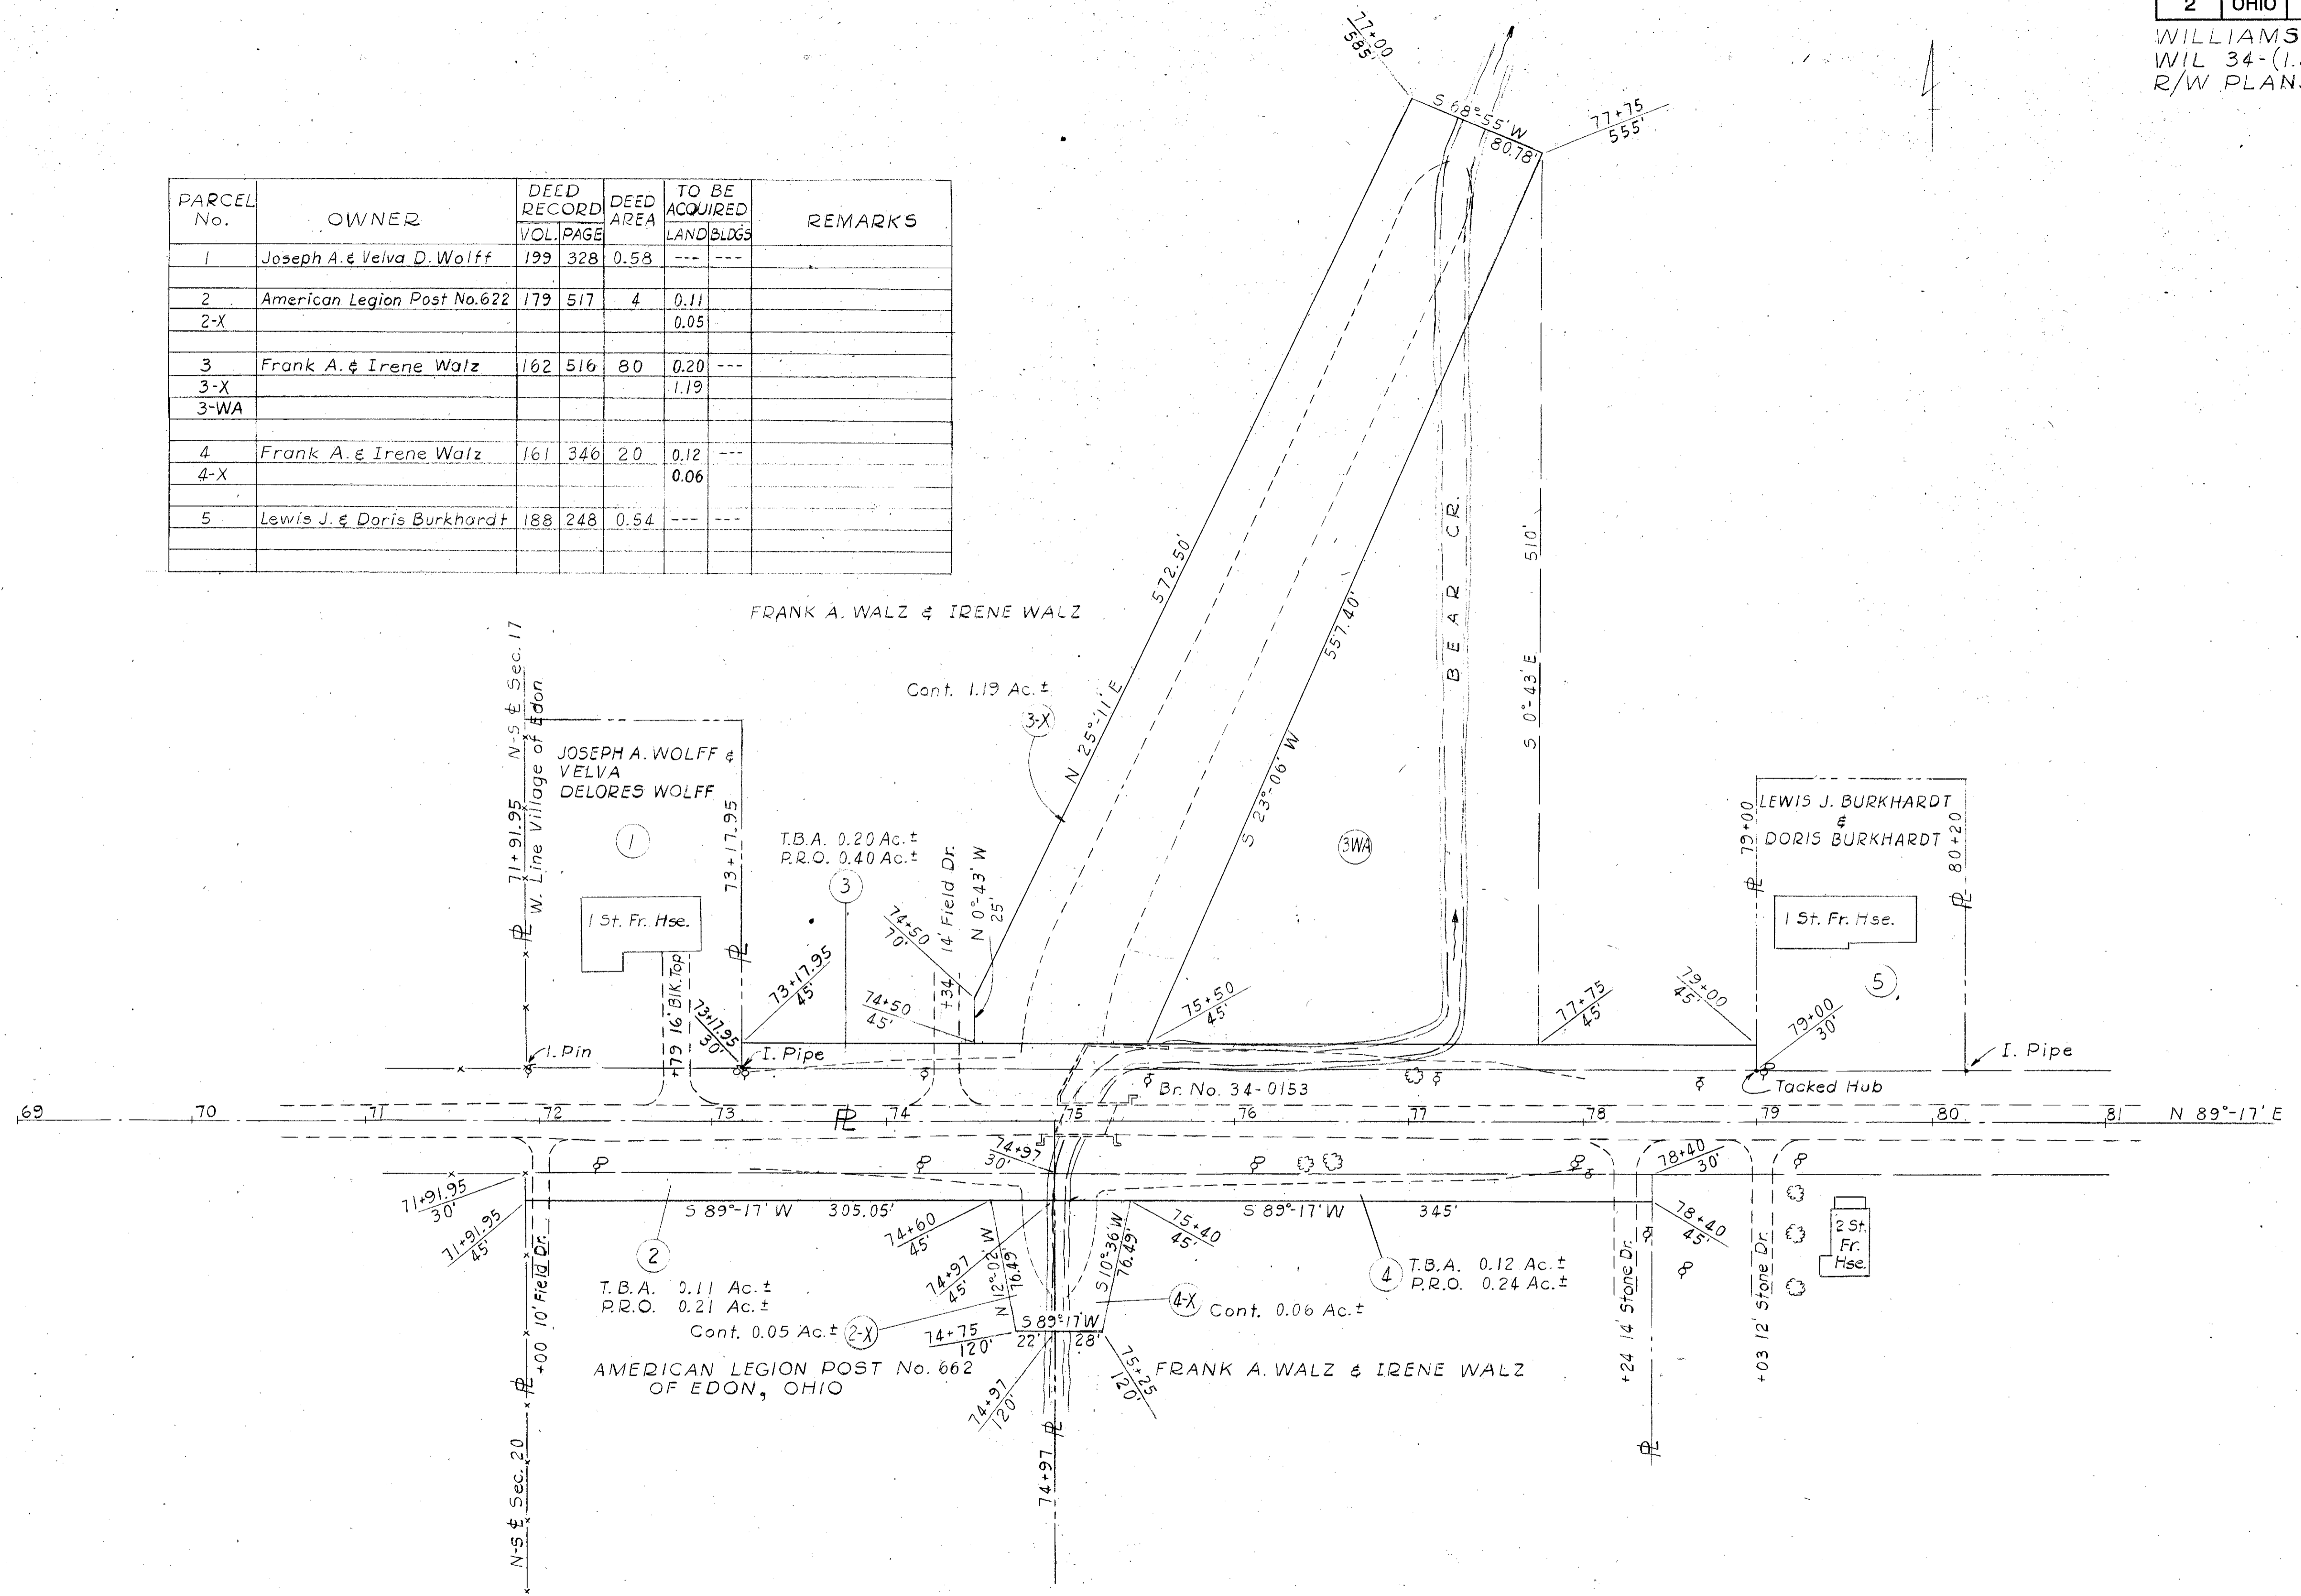 2 OHIO
WILLIAMS
WIL 34-(1.
R/W PLAN
77+00
585'
S 68°-55' W
80.78'
77+75
555'
PARCEL No. OWNER DEED RECORD DEED AREA TO BE ACQUIRED REMARKS
VOL. PAGE LAND BLDGS
1 Joseph A. & Velva D. Wolff 199 328 0.58 --- ---
2 American Legion Post No.622 179 517 4 0.11
2-X 0.05
3 Frank A. & Irene Walz 162 516 80 0.20 ---
3-X 1.19
3-WA
4 Frank A. & Irene Walz 161 346 20 0.12 ---
4-X 0.06
5 Lewis J. & Doris Burkhardt 188 248 0.54 --- ---
FRANK A. WALZ & IRENE WALZ
572.50'
557.40'
BEAR CR.
510'
S 0°-43' E
Cont. 1.19 Ac.±
3-X
N 25°-11' E
S 23°-06' W
3WA
N-S ℄ Sec. 17
W. Line Village of Edon
71+91.95
JOSEPH A. WOLFF &
VELVA
DELORES WOLFF
1
73+17.95
T.B.A. 0.20 Ac.±
P.R.O. 0.40 Ac.±
3
14' Field Dr.
+34
N 0°-43' W
25'
79+00
LEWIS J. BURKHARDT
&
DORIS BURKHARDT
80+20
1 St. Fr. Hse.
1 St. Fr. Hse.
5
74+50
70'
73+17.95
45'
74+50
45'
75+50
45'
77+75
45'
79+00
45'
79+00
30'
73+17.95
30'
+79 16' Blk. Top
I. Pin
I. Pipe
I. Pipe
Tacked Hub
Br. No. 34-0153
69 70 71 72 73 74 75 76 77 78 79 80 81 N 89°-17' E
74+97
30'
78+40
30'
71+91.95
30'
71+91.95
45'
S 89°-17' W 305.05'
S 89°-17' W 345'
74+60
45'
74+97
45'
75+40
45'
78+40
45'
N 12°-02' W
76.49'
S 10°-36' W
76.49'
2
T.B.A. 0.11 Ac.±
P.R.O. 0.21 Ac.±
4
T.B.A. 0.12 Ac.±
P.R.O. 0.24 Ac.±
2 St.
Fr.
Hse.
Cont. 0.05 Ac.± 2-X
4-X Cont. 0.06 Ac.±
S 89°-17' W
22' 28'
74+75
120'
74+97
120'
75+25
120'
AMERICAN LEGION POST No. 662
OF EDON, OHIO
FRANK A. WALZ & IRENE WALZ
+00 10' Field Dr.
+24 14' Stone Dr.
+03 12' Stone Dr.
N-S ℄ Sec. 20
74+97